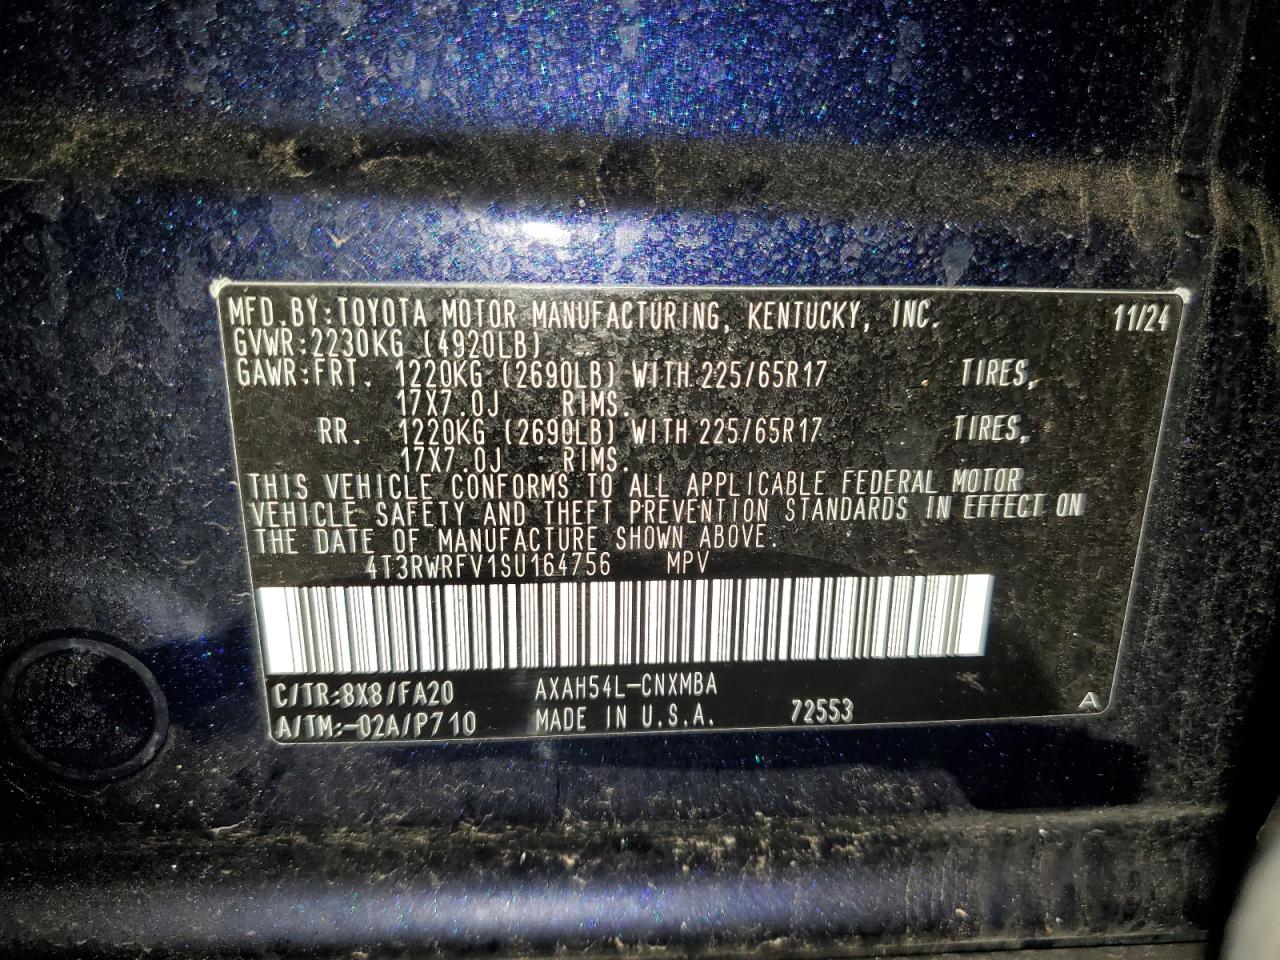 MFD.BY:TOYOTA MOTOR MANUFACTURING, KENTUCKY, INC. 11/24
GVWR:2230KG (4920LB)
GAWR:FRT. 1220KG (2690LB) WITH 225/65R17 TIRES,
17X7.0J RIMS.
RR. 1220KG (2690LB) WITH 225/65R17 TIRES,
17X7.0J RIMS.
THIS VEHICLE CONFORMS TO ALL APPLICABLE FEDERAL MOTOR
VEHICLE SAFETY AND THEFT PREVENTION STANDARDS IN EFFECT ON
THE DATE OF MANUFACTURE SHOWN ABOVE.
4T3RWRFV1SU164756 MPV
C/TR:8X8/FA20 AXAH54L-CNXMBA
A/TM:-02A/P710 MADE IN U.S.A. 72553 A